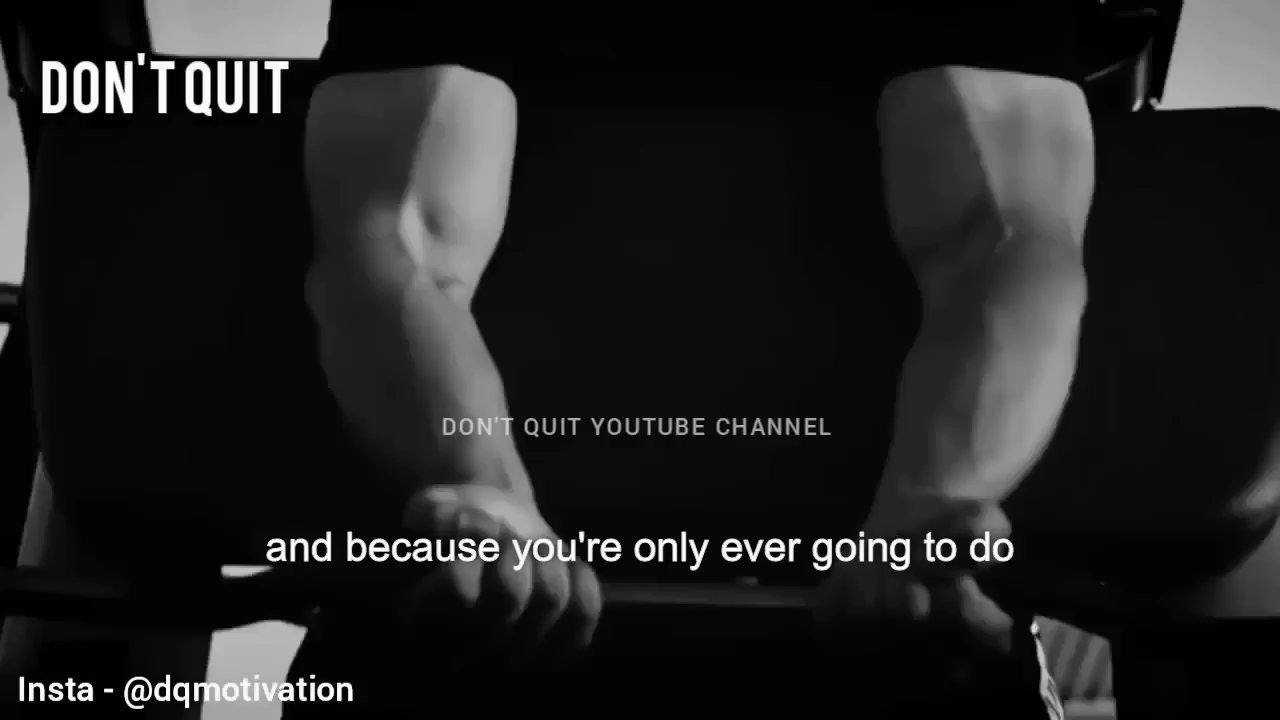 DON'T QUIT
DON'T QUIT YOUTUBE CHANNEL
and because you're only ever going to do
Insta - @dqmotivation